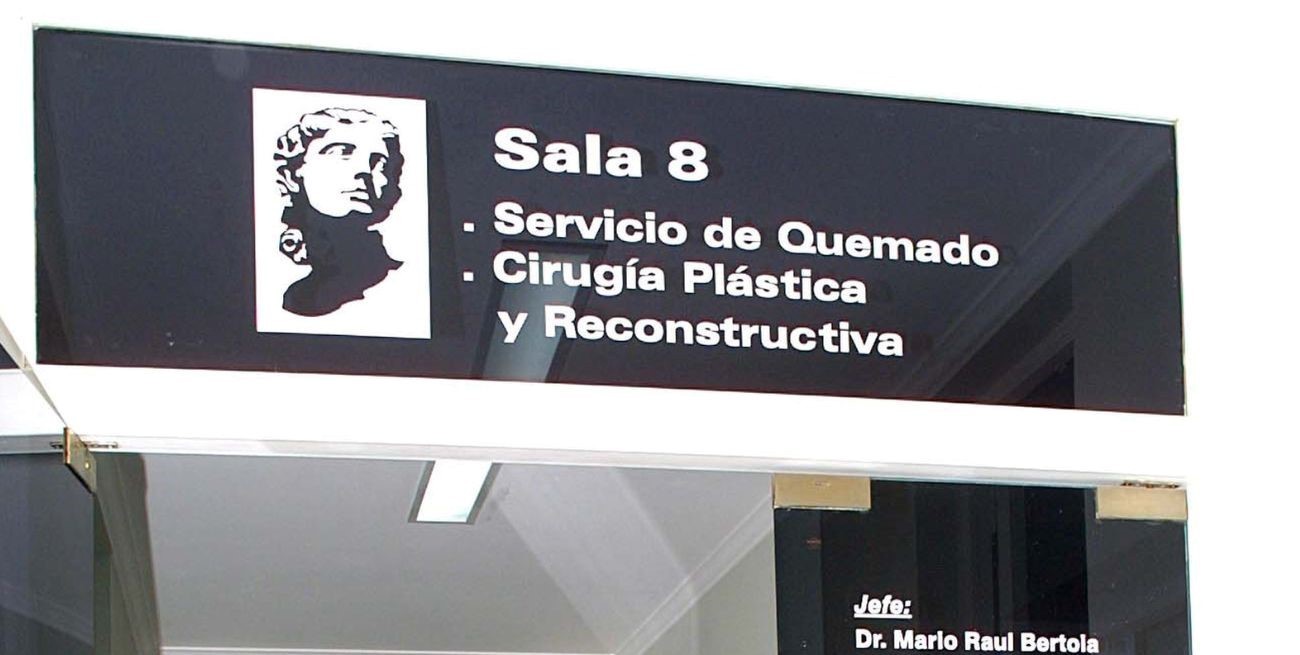 Sala 8
. Servicio de Quemado
. Cirugía Plástica
y Reconstructiva
Jefe:
Dr. Mario Raul Bertola